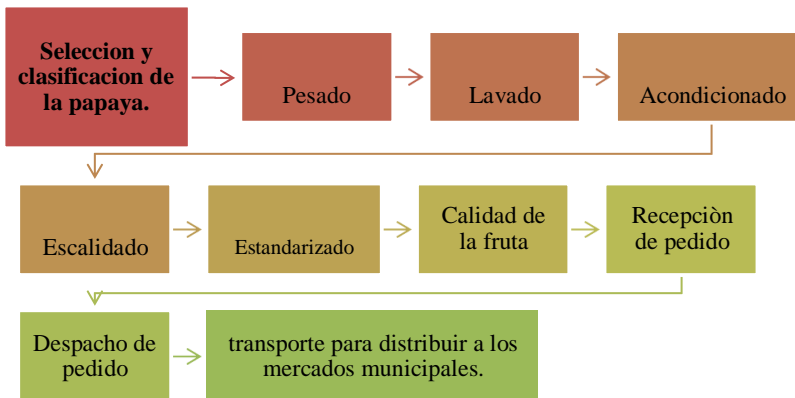 Seleccion y
clasificacion de
la papaya.
Pesado
Lavado
Acondicionado
Escalidado
Estandarizado
Calidad de
la fruta
Recepciòn
de pedido
Despacho de
pedido
transporte para distribuir a los
mercados municipales.